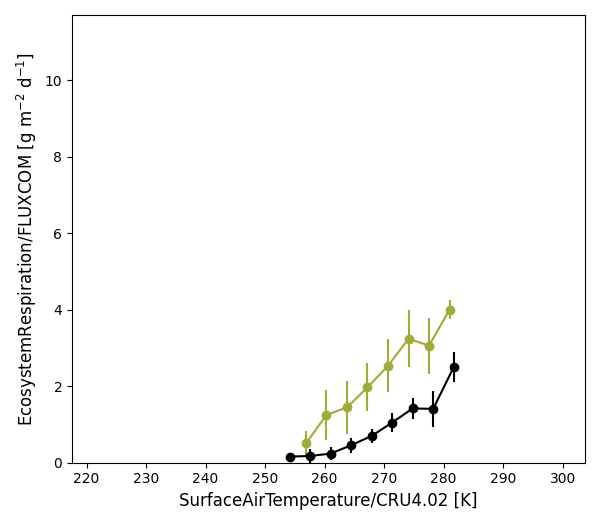 EcosystemRespiration/FLUXCOM [g m⁻² d⁻¹]
10
8
6
4
2
0
220 230 240 250 260 270 280 290 300
SurfaceAirTemperature/CRU4.02 [K]